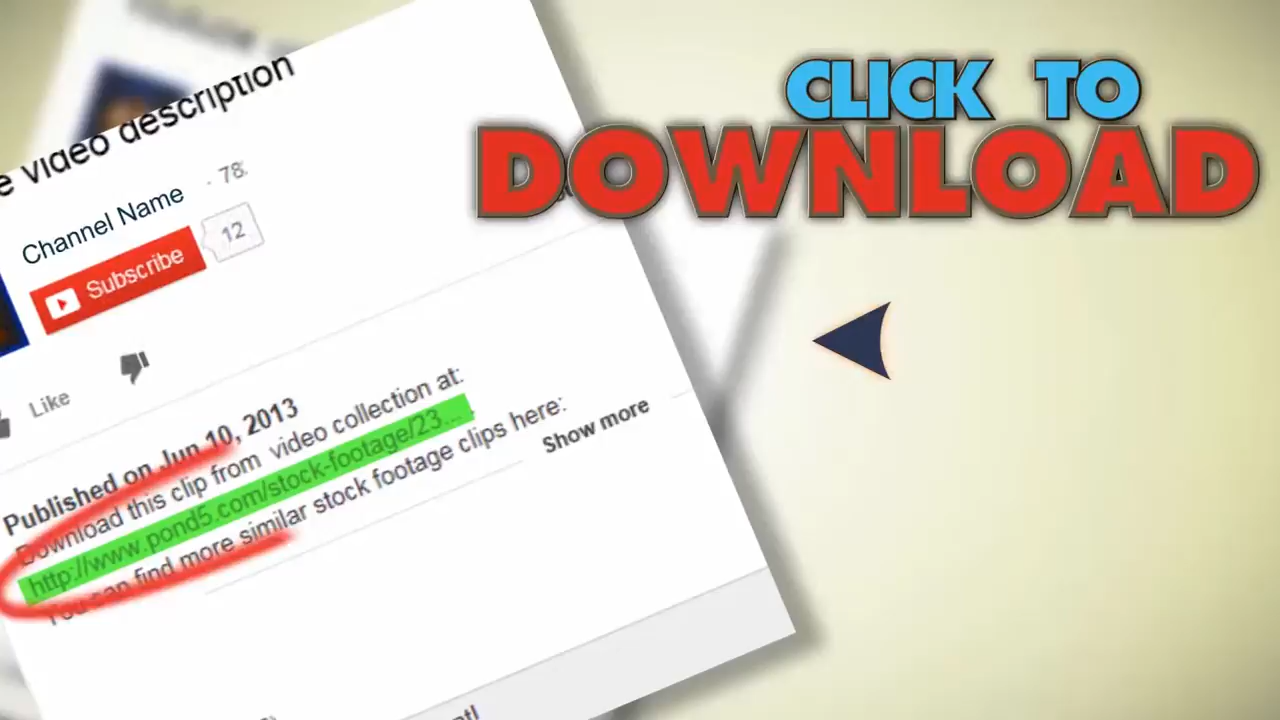 CLICK TO
DOWNLOAD
e video description
Channel Name
78
Subscribe
12
Like
Published on Jun 10, 2013
Download this clip from video collection at:
http://www.pond5.com/stock-footage/23...
You can find more similar stock footage clips here:
Show more